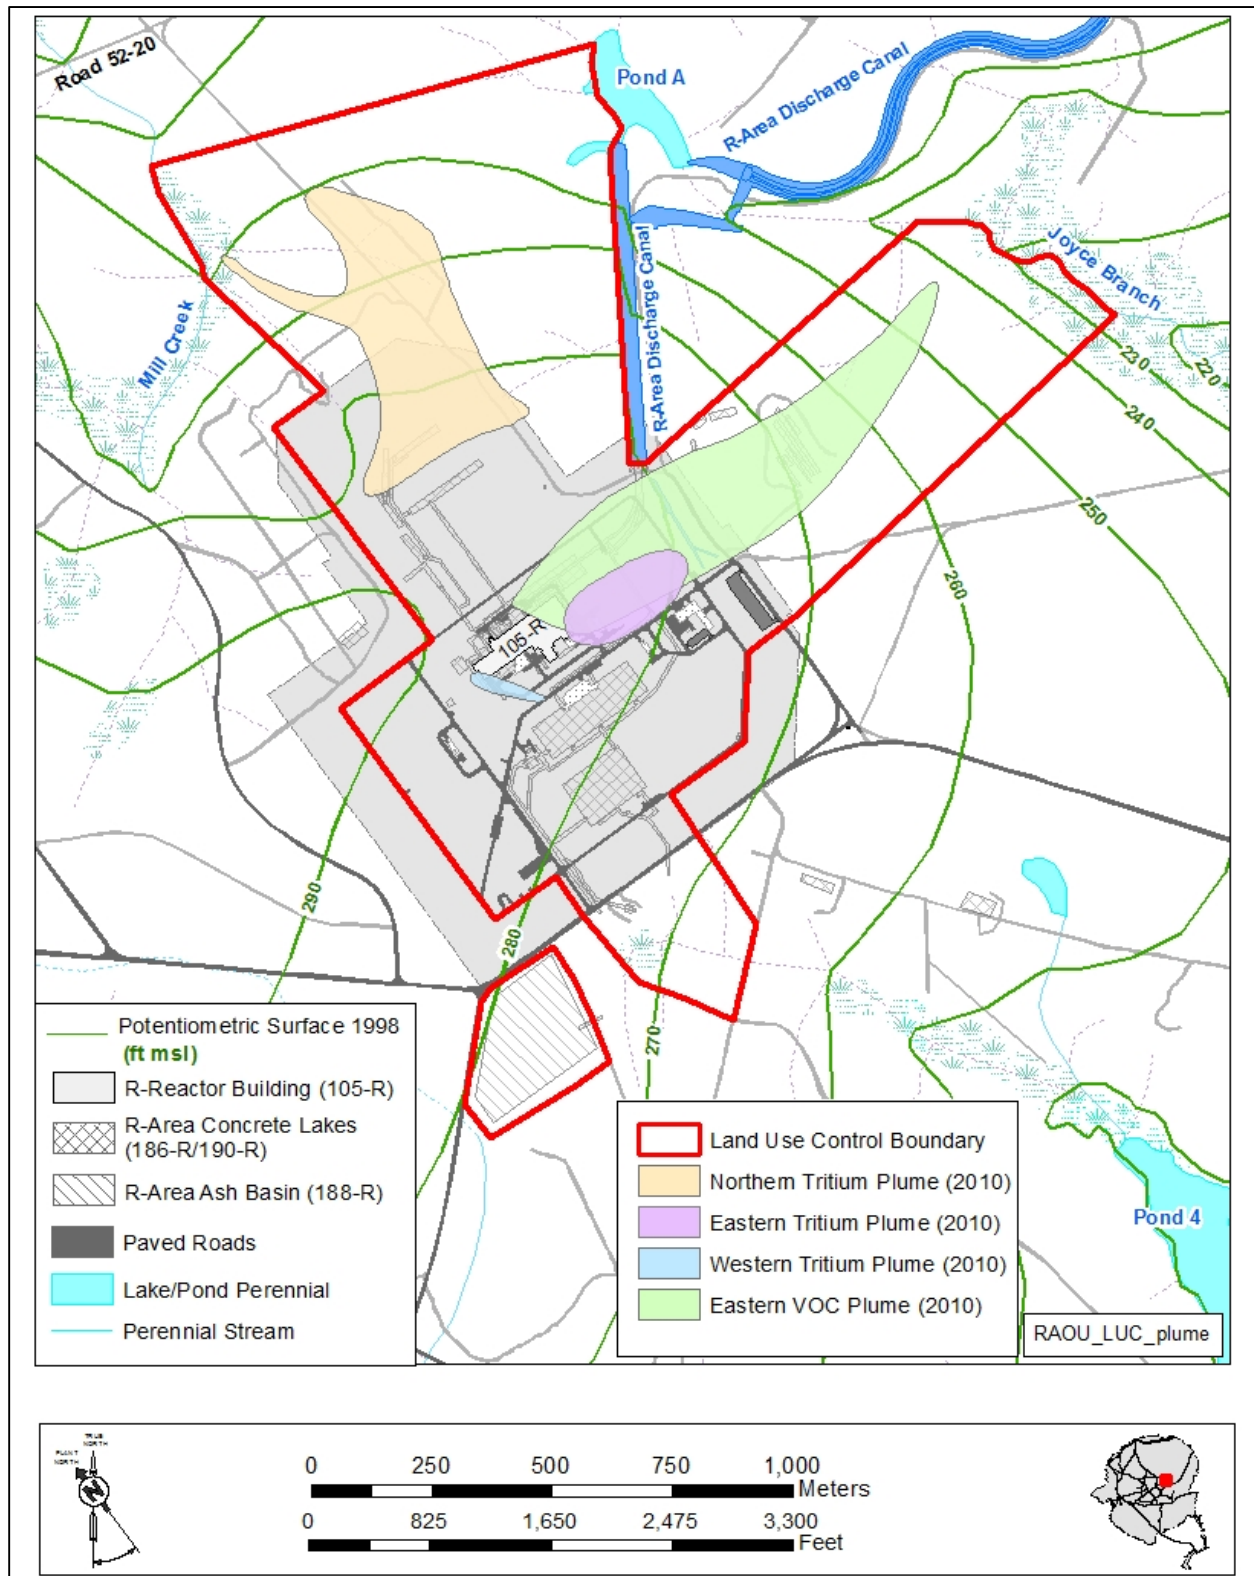 Road 52-20
Pond A
R-Area Discharge Canal
Joyce Branch
Mill Creek
R-Area Discharge Canal
230
220
240
250
260
105-R
290
280
270
Pond 4
Potentiometric Surface 1998
(ft msl)
R-Reactor Building (105-R)
R-Area Concrete Lakes
(186-R/190-R)
R-Area Ash Basin (188-R)
Paved Roads
Lake/Pond Perennial
Perennial Stream
Land Use Control Boundary
Northern Tritium Plume (2010)
Eastern Tritium Plume (2010)
Western Tritium Plume (2010)
Eastern VOC Plume (2010)
RAOU_LUC_plume
TRUE
NORTH
PLANT
NORTH
N
0 250 500 750 1,000
Meters
0 825 1,650 2,475 3,300
Feet